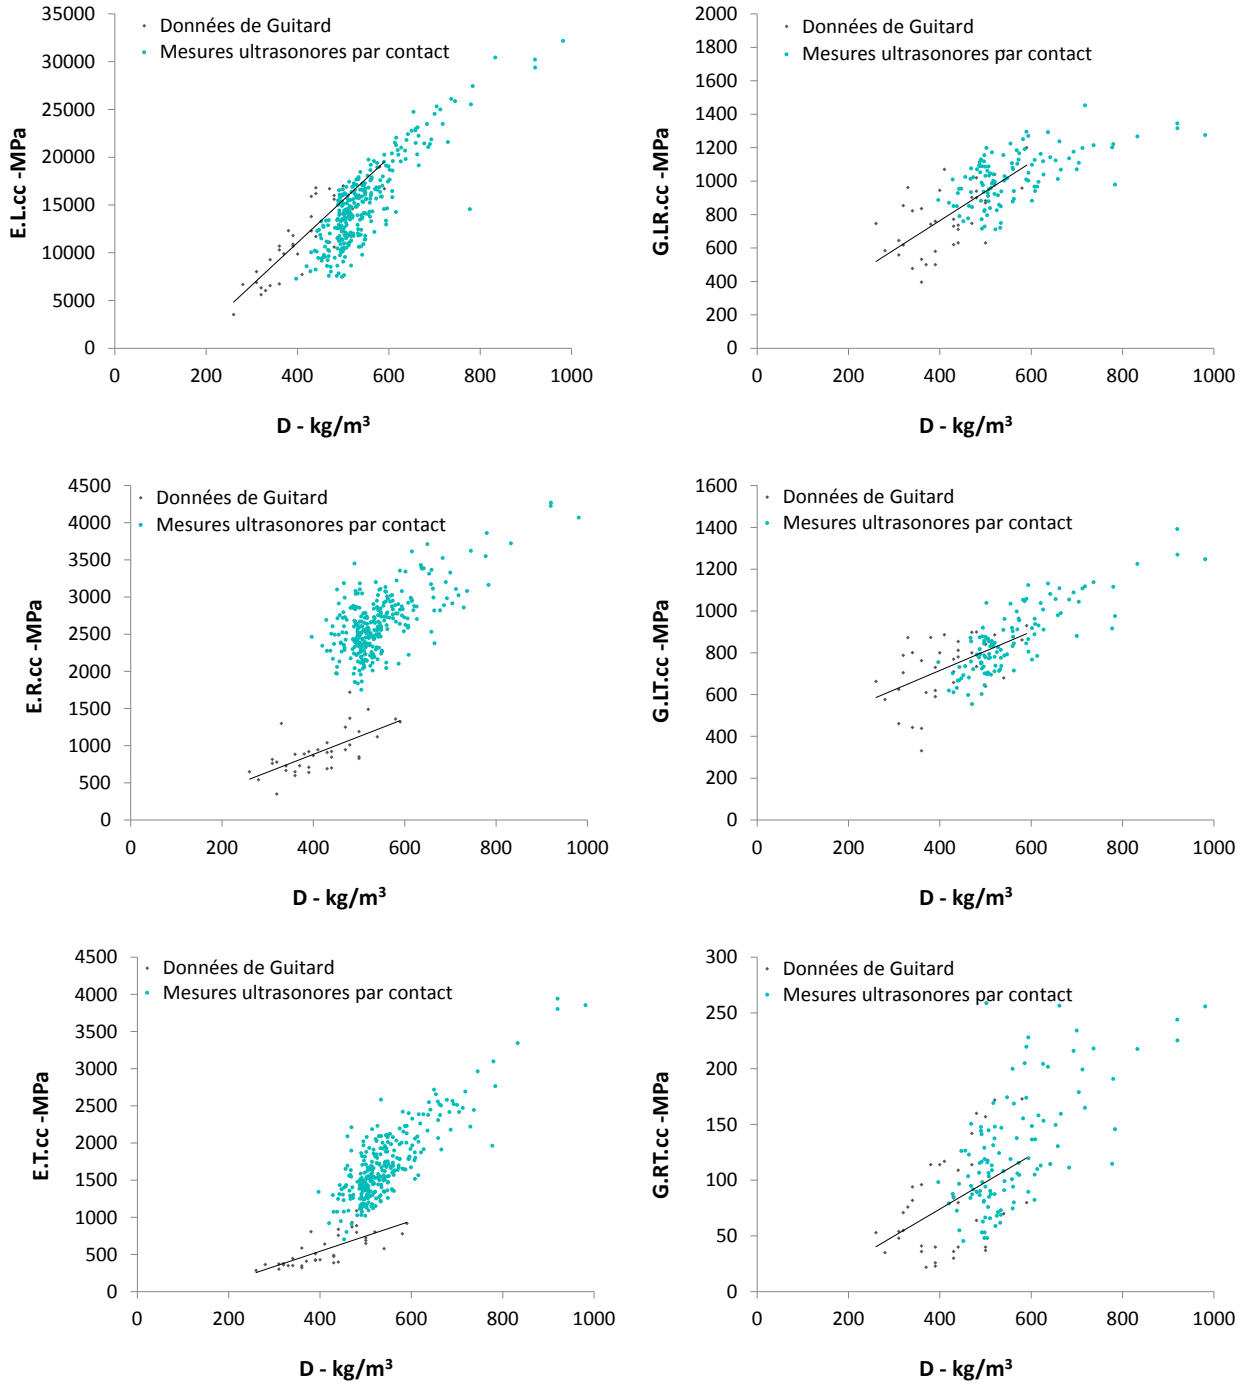 35000
30000
25000
20000
15000
10000
5000
0
0 200 400 600 800 1000
E.L.cc -MPa
D - kg/m³
Données de Guitard
Mesures ultrasonores par contact
2000
1800
1600
1400
1200
1000
800
600
400
200
0
0 200 400 600 800 1000
G.LR.cc -MPa
D - kg/m³
Données de Guitard
Mesures ultrasonores par contact
4500
4000
3500
3000
2500
2000
1500
1000
500
0
0 200 400 600 800 1000
E.R.cc -MPa
D - kg/m³
Données de Guitard
Mesures ultrasonores par contact
1600
1400
1200
1000
800
600
400
200
0
0 200 400 600 800 1000
G.LT.cc -MPa
D - kg/m³
Données de Guitard
Mesures ultrasonores par contact
4500
4000
3500
3000
2500
2000
1500
1000
500
0
0 200 400 600 800 1000
E.T.cc -MPa
D - kg/m³
Données de Guitard
Mesures ultrasonores par contact
300
250
200
150
100
50
0
0 200 400 600 800 1000
G.RT.cc -MPa
D - kg/m³
Données de Guitard
Mesures ultrasonores par contact